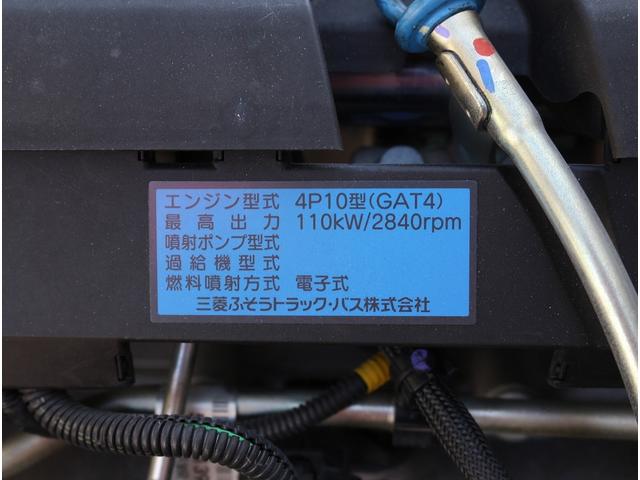 エンジン型式 4P10型(GAT4)
最高出力 110kW/2840rpm
噴射ポンプ型式
過給機型式
燃料噴射方式 電子式
三菱ふそうトラック・バス株式会社